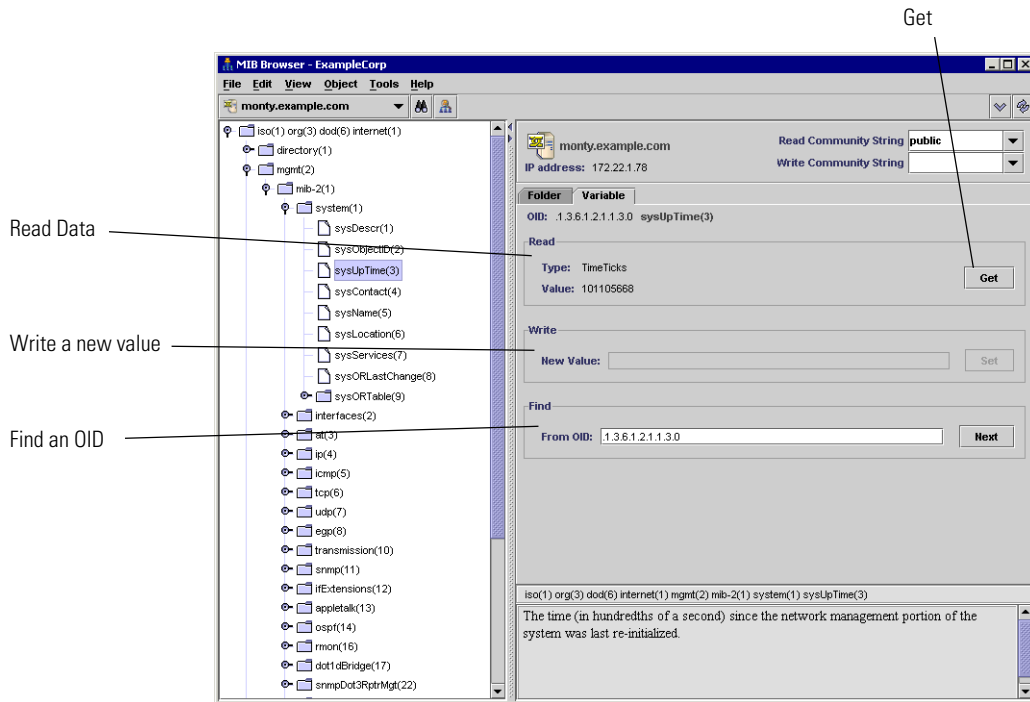 Get
MIB Browser - ExampleCorp
File Edit View Object Tools Help
monty.example.com
iso(1) org(3) dod(6) internet(1)
directory(1)
mgmt(2)
mib-2(1)
system(1)
sysDescr(1)
sysObjectID(2)
sysUpTime(3)
sysContact(4)
sysName(5)
sysLocation(6)
sysServices(7)
sysORLastChange(8)
sysORTable(9)
interfaces(2)
at(3)
ip(4)
icmp(5)
tcp(6)
udp(7)
egp(8)
transmission(10)
snmp(11)
ifExtensions(12)
appletalk(13)
ospf(14)
rmon(16)
dot1dBridge(17)
snmpDot3RptrMgt(22)
monty.example.com
IP address: 172.22.1.78
Read Community String public
Write Community String
Folder Variable
OID: .1.3.6.1.2.1.1.3.0 sysUpTime(3)
Read
Type: TimeTicks
Value: 101105668
Get
Write
New Value:
Set
Find
From OID: .1.3.6.1.2.1.1.3.0
Next
iso(1) org(3) dod(6) internet(1) mgmt(2) mib-2(1) system(1) sysUpTime(3)
The time (in hundredths of a second) since the network management portion of the
system was last re-initialized.
Read Data
Write a new value
Find an OID